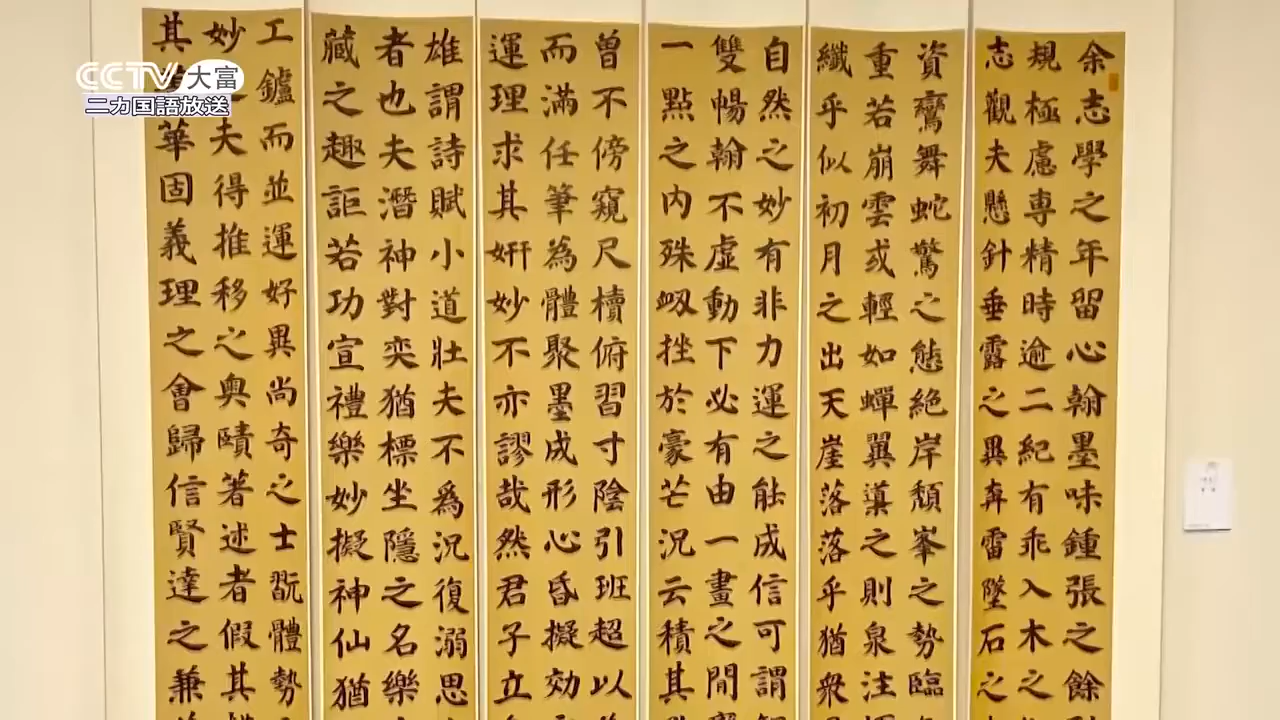 CCTV大富
二カ国語放送
余志學之年留心翰墨味鍾張之餘
規極慮専精時逾二紀有乖入木之
志觀夫懸針垂露之異奔雷墜石之
資鸞舞蛇驚之態絕岸頹峯之勢臨
重若崩雲或輕如蟬翼導之則泉注
纖乎似初月之出天崖落落乎猶衆
自然之妙有非力運之能成信可謂
雙暢翰不虛動下必有由一畫之間
一點之内殊衂挫於豪芒況云積其
曽不傍窺尺櫝俯習寸陰引班超以
而滿任筆為體聚墨成形心昏擬効
運理求其妍妙不亦謬哉然君子立
雄謂詩賦小道壯夫不爲況復溺思
者也夫潛神對奕猶標坐隱之名樂
藏之趣詎若功宣禮樂妙擬神仙猶
工鑪而並運好異尚奇之士翫體勢
妙夫得推移之奧賾著述者假其
其華固義理之會歸信賢達之兼